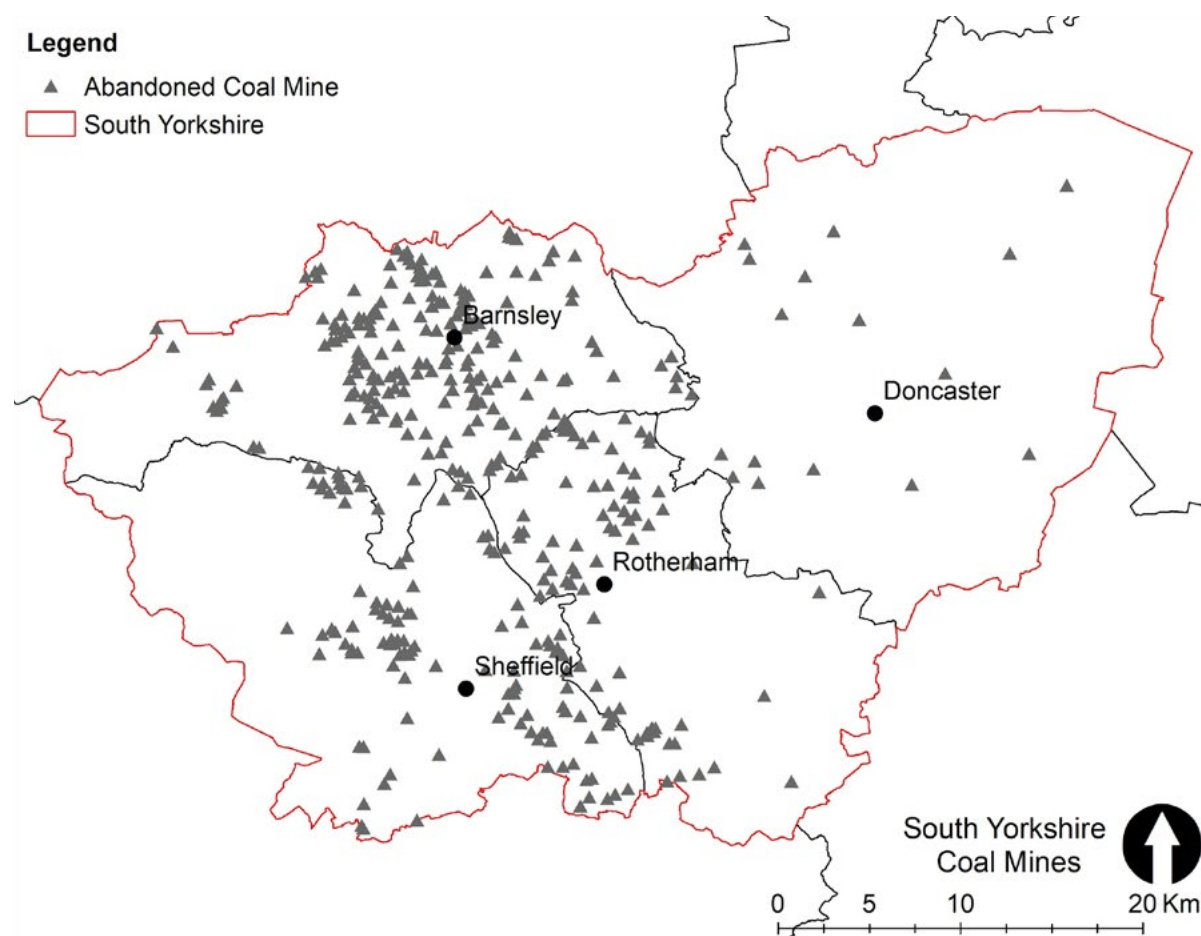 Legend
Abandoned Coal Mine
South Yorkshire
Barnsley
Doncaster
Rotherham
Sheffield
South Yorkshire
Coal Mines
0 5 10 20 Km